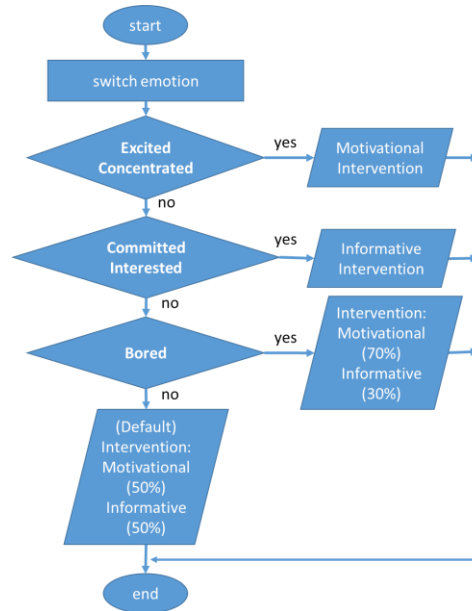 start
switch emotion
Excited
Concentrated
yes
Motivational
Intervention
no
Committed
Interested
yes
Informative
Intervention
no
Bored
yes
Intervention:
Motivational
(70%)
Informative
(30%)
no
(Default)
Intervention:
Motivational
(50%)
Informative
(50%)
end